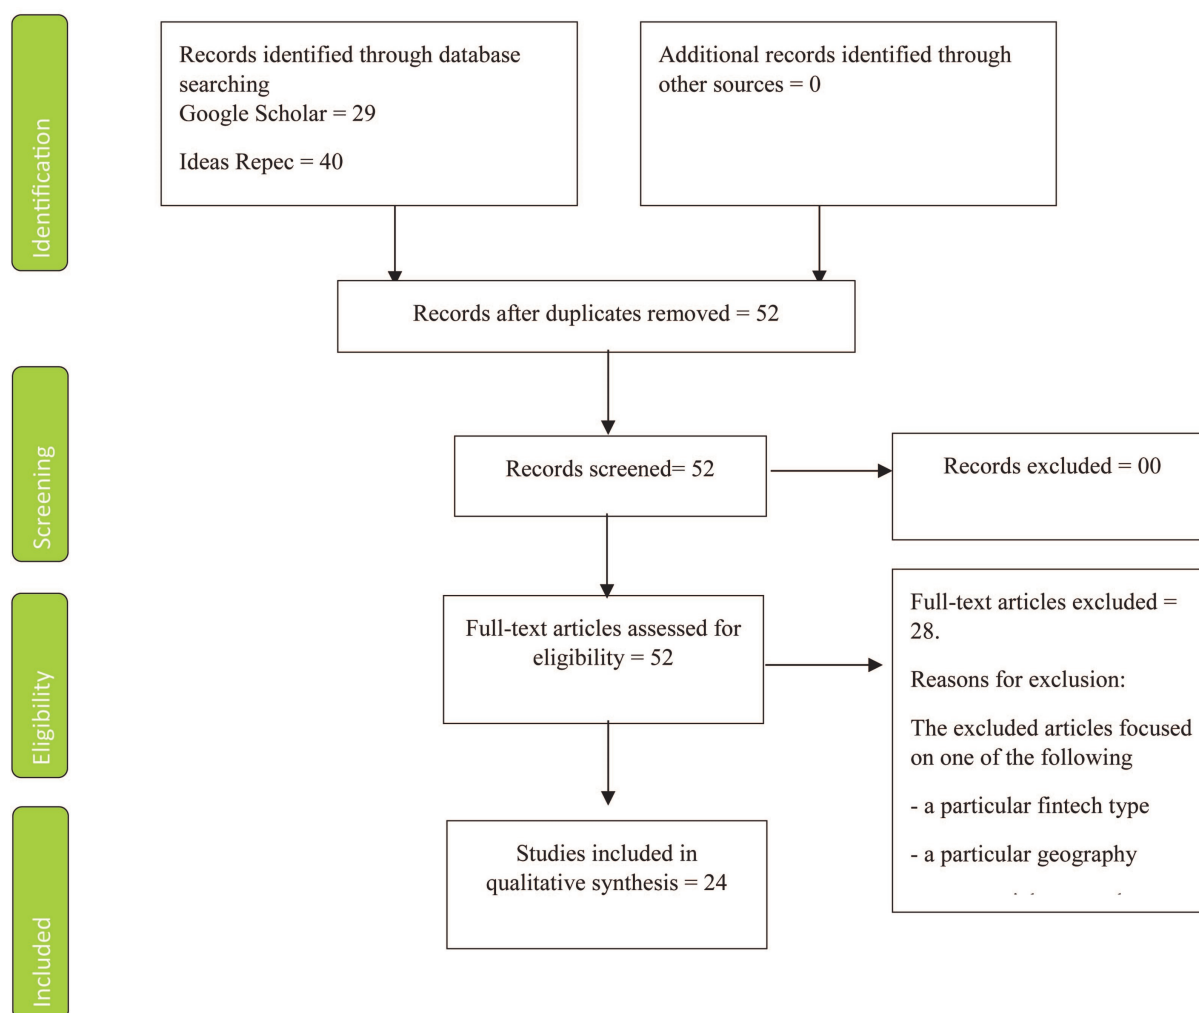 Identification
Records identified through database
searching
Google Scholar = 29
Ideas Repec = 40
Additional records identified through
other sources = 0
Records after duplicates removed = 52
Screening
Records screened= 52
Records excluded = 00
Eligibility
Full-text articles assessed for
eligibility = 52
Full-text articles excluded =
28.
Reasons for exclusion:
The excluded articles focused
on one of the following
- a particular fintech type
- a particular geography
Included
Studies included in
qualitative synthesis = 24